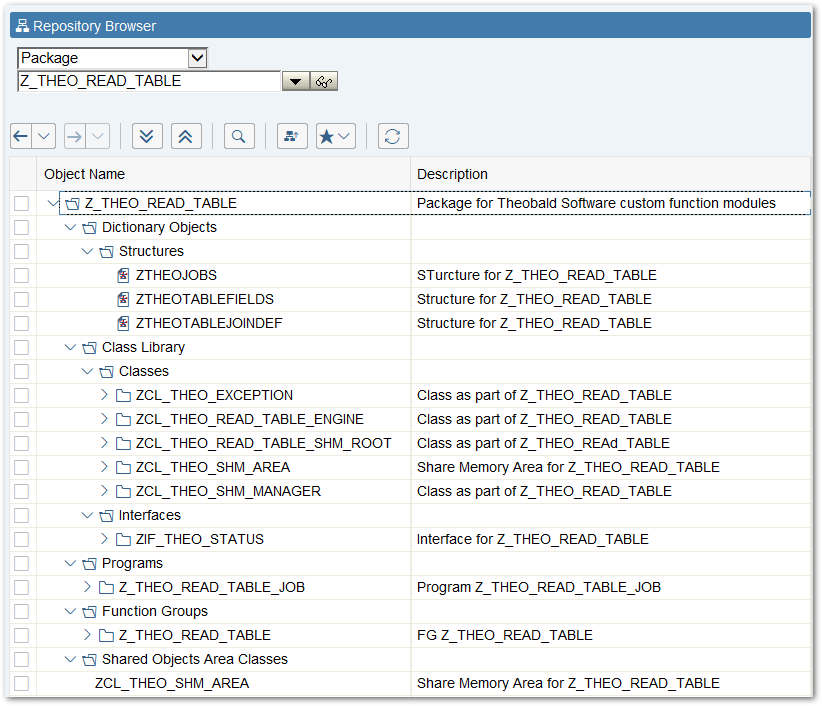 Repository Browser
Package
Z_THEO_READ_TABLE
Object Name Description
Z_THEO_READ_TABLE Package for Theobald Software custom function modules
Dictionary Objects
Structures
ZTHEOJOBS STurcture for Z_THEO_READ_TABLE
ZTHEOTABLEFIELDS Structure for Z_THEO_READ_TABLE
ZTHEOTABLEJOINDEF Structure for Z_THEO_READ_TABLE
Class Library
Classes
ZCL_THEO_EXCEPTION Class as part of Z_THEO_READ_TABLE
ZCL_THEO_READ_TABLE_ENGINE Class as part of Z_THEO_READ_TABLE
ZCL_THEO_READ_TABLE_SHM_ROOT Class as part of Z_THEO_REAd_TABLE
ZCL_THEO_SHM_AREA Share Memory Area for Z_THEO_READ_TABLE
ZCL_THEO_SHM_MANAGER Class as part of Z_THEO_READ_TABLE
Interfaces
ZIF_THEO_STATUS Interface for Z_THEO_READ_TABLE
Programs
Z_THEO_READ_TABLE_JOB Program Z_THEO_READ_TABLE_JOB
Function Groups
Z_THEO_READ_TABLE FG Z_THEO_READ_TABLE
Shared Objects Area Classes
ZCL_THEO_SHM_AREA Share Memory Area for Z_THEO_READ_TABLE